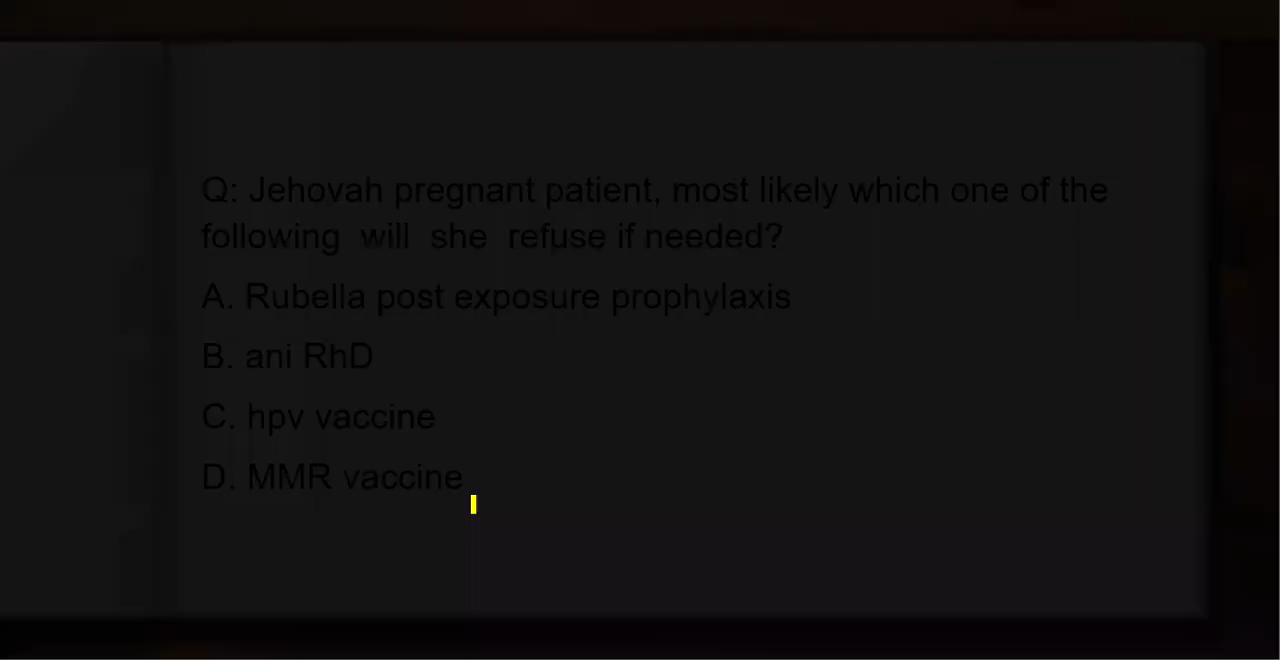 Q: Jehovah pregnant patient, most likely which one of the
following will she refuse if needed?
A. Rubella post exposure prophylaxis
B. ani RhD
C. hpv vaccine
D. MMR vaccine